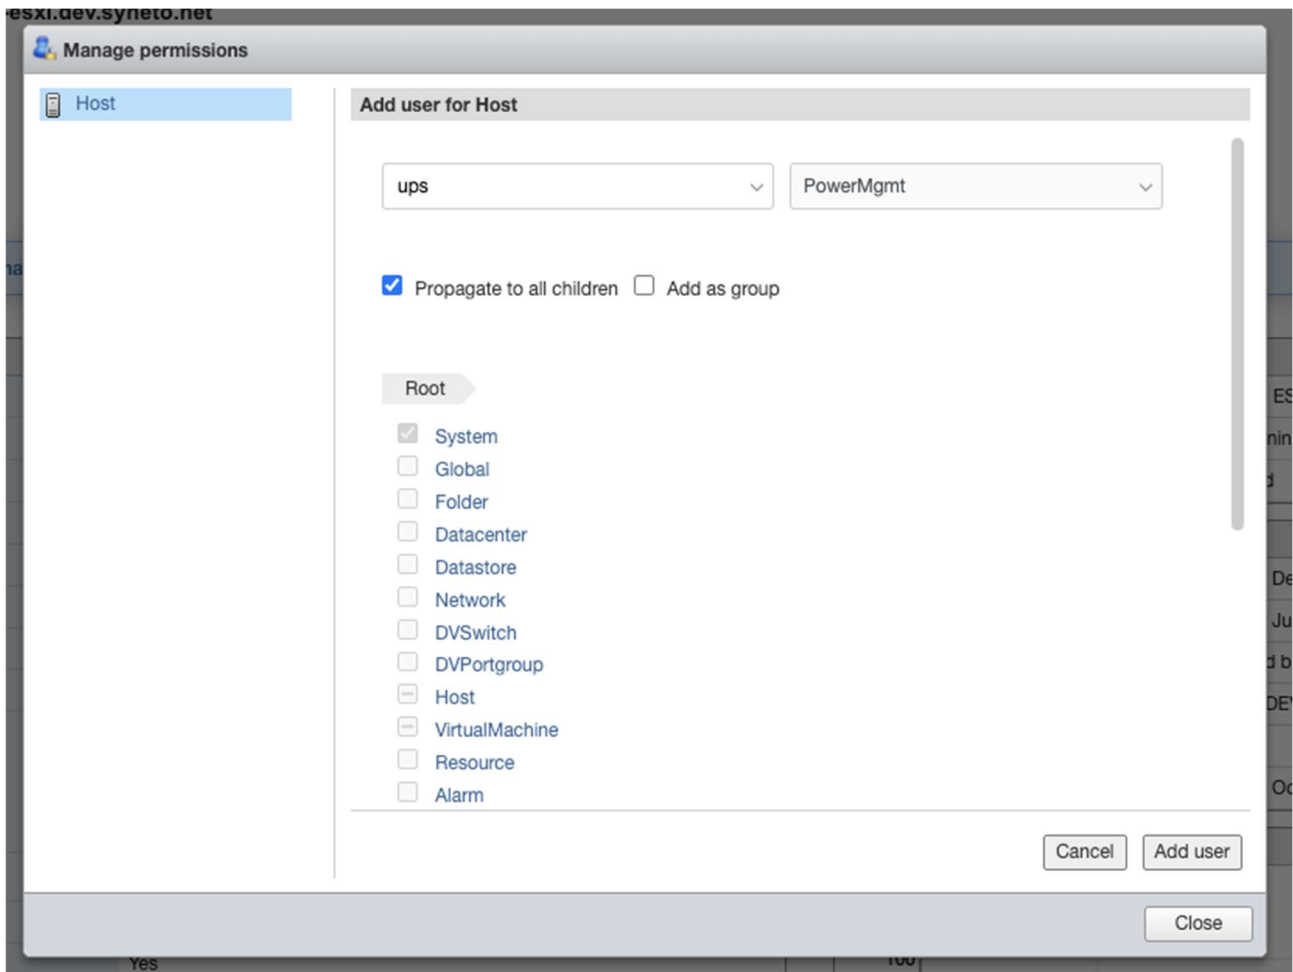 -esxi.dev.syneto.net
Manage permissions
Host
Add user for Host
ups
PowerMgmt
Propagate to all children
Add as group
Root
System
Global
Folder
Datacenter
Datastore
Network
DVSwitch
DVPortgroup
Host
VirtualMachine
Resource
Alarm
Cancel
Add user
Close
Yes
100